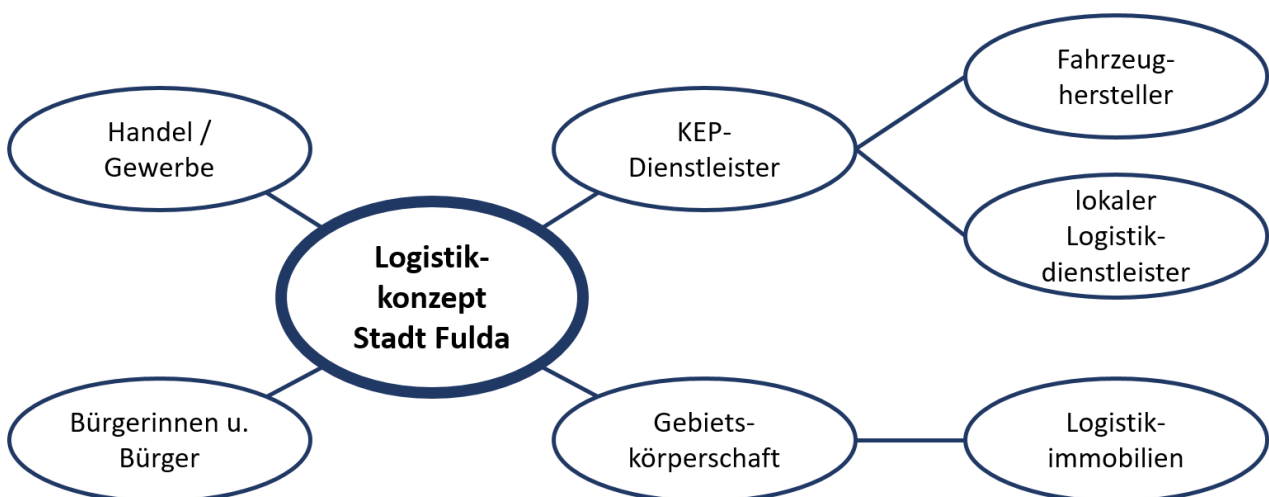 Handel /
Gewerbe
KEP-
Dienstleister
Fahrzeug-
hersteller
lokaler
Logistik-
dienstleister
Logistik-
konzept
Stadt Fulda
Bürgerinnen u.
Bürger
Gebiets-
körperschaft
Logistik-
immobilien